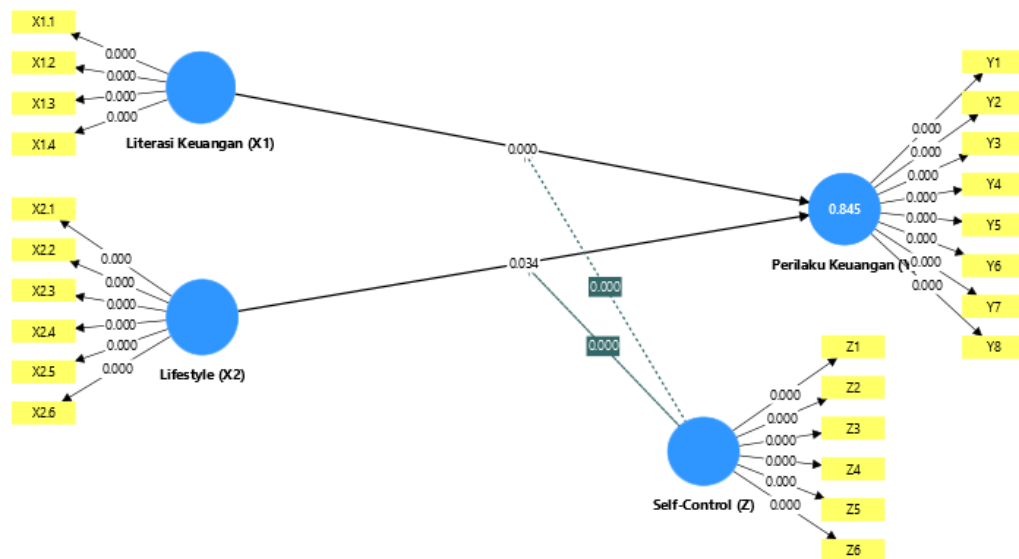 X1.1
X1.2
X1.3
X1.4
0.000
0.000
0.000
0.000
Literasi Keuangan (X1)
X2.1
X2.2
X2.3
X2.4
X2.5
X2.6
0.000
0.000
0.000
0.000
0.000
0.000
Lifestyle (X2)
0.000
0.034
0.000
0.000
0.845
Perilaku Keuangan (Y
0.000
0.000
0.000
0.000
0.000
0.000
0.000
0.000
Y1
Y2
Y3
Y4
Y5
Y6
Y7
Y8
Self-Control (Z)
0.000
0.000
0.000
0.000
0.000
0.000
Z1
Z2
Z3
Z4
Z5
Z6